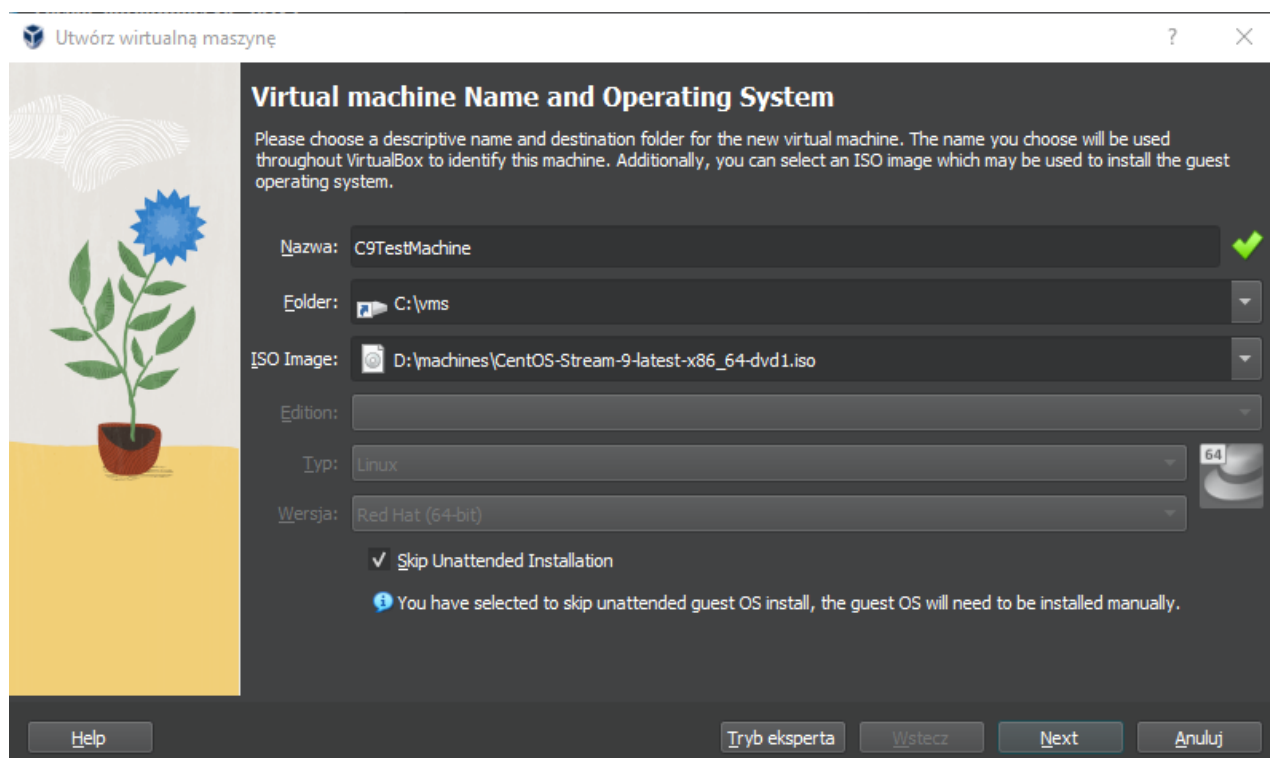 Utwórz wirtualną maszynę
Virtual machine Name and Operating System
Please choose a descriptive name and destination folder for the new virtual machine. The name you choose will be used
throughout VirtualBox to identify this machine. Additionally, you can select an ISO image which may be used to install the guest
operating system.
Nazwa: C9TestMachine
Folder: C:\vms
ISO Image: D:\machines\CentOS-Stream-9-latest-x86_64-dvd1.iso
Edition:
Typ: Linux
64
Wersja: Red Hat (64-bit)
Skip Unattended Installation
You have selected to skip unattended guest OS install, the guest OS will need to be installed manually.
Help Tryb eksperta Wstecz Next Anuluj